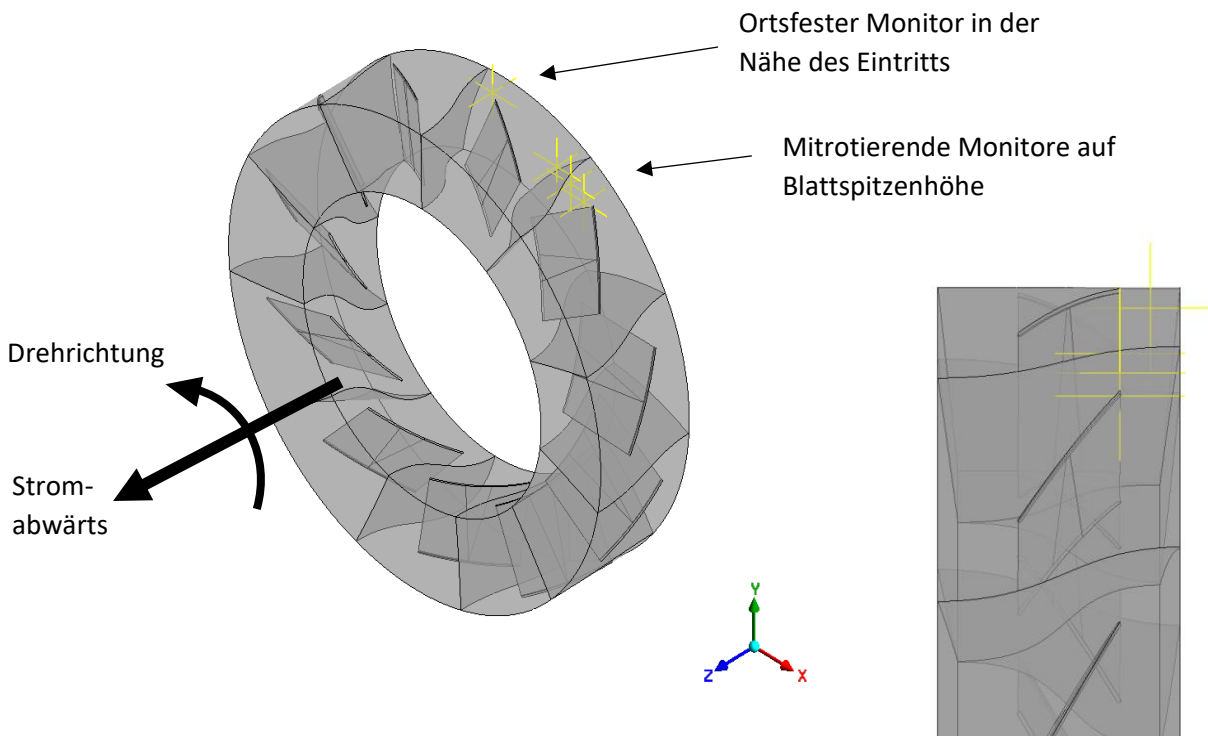 Ortsfester Monitor in der
Nähe des Eintritts
Mitrotierende Monitore auf
Blattspitzenhöhe
Drehrichtung
Strom-
abwärts
Y
Z
X